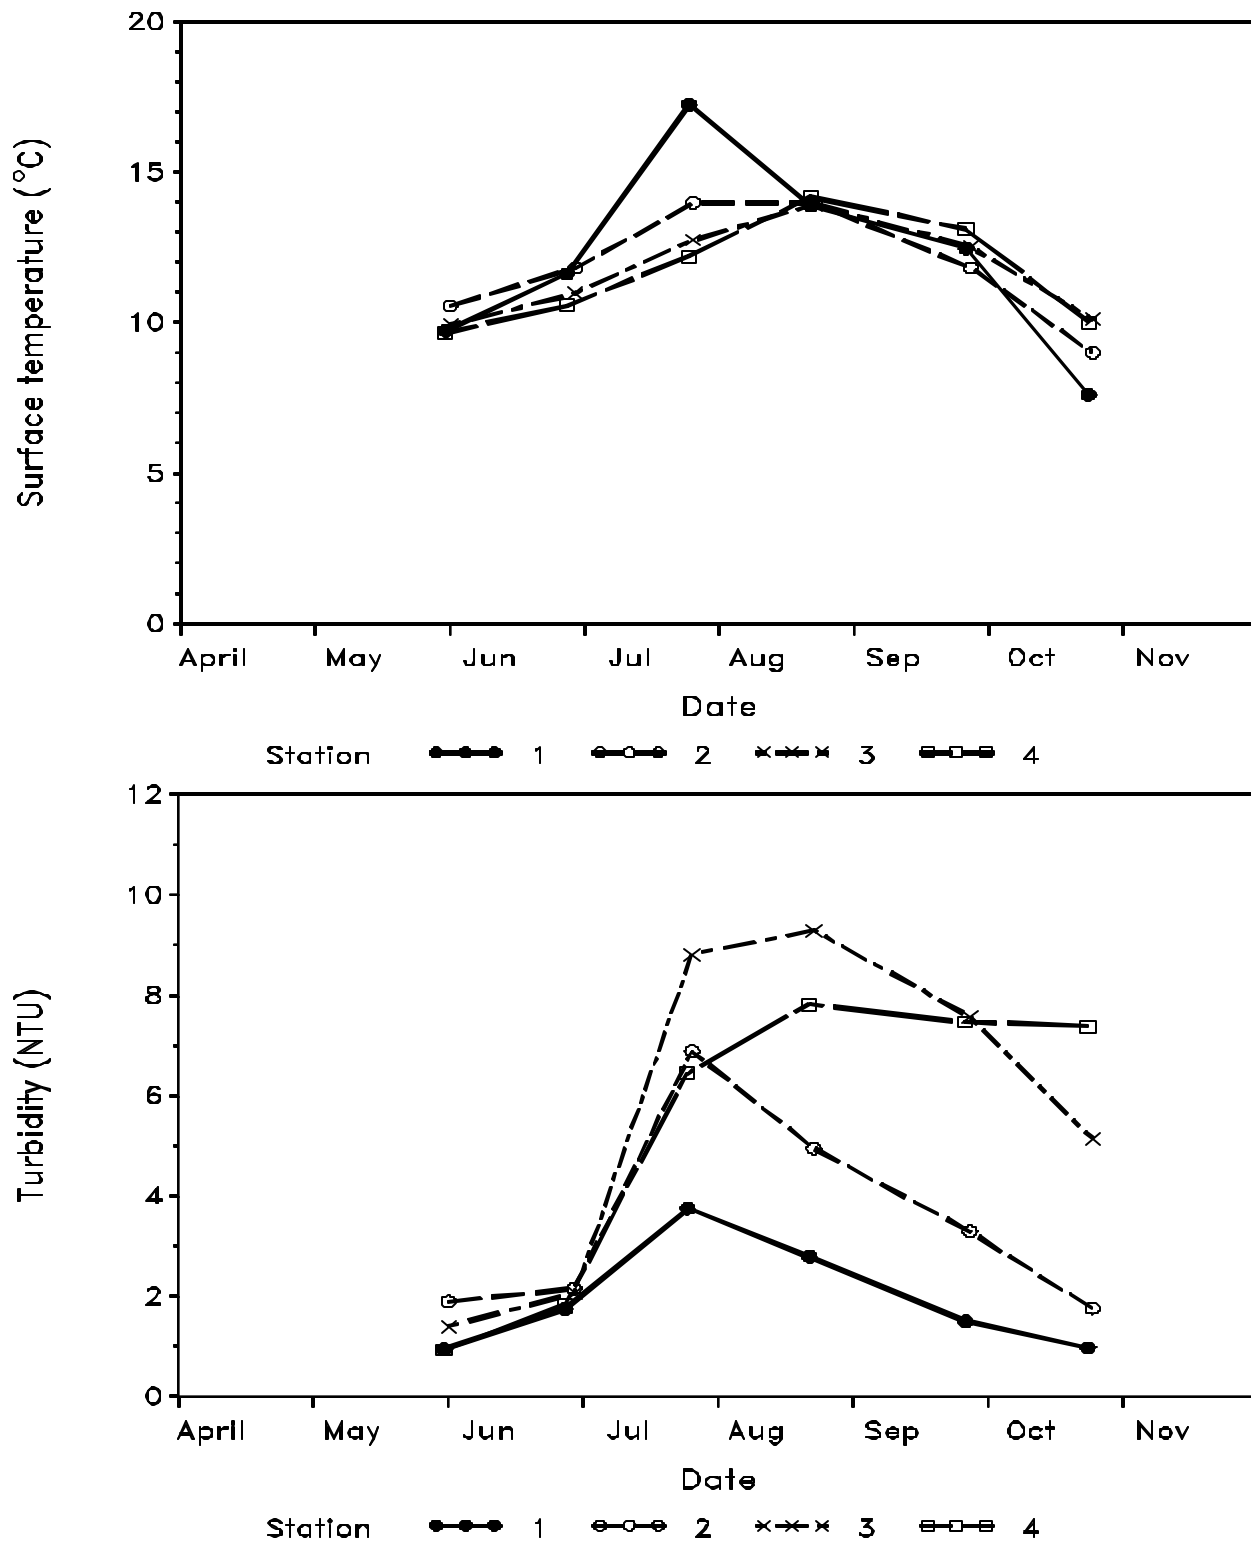 20
15
10
5
0
Surface temperature (°C)
April May Jun Jul Aug Sep Oct Nov
Date
Station 1 2 3 4
12
10
8
6
4
2
0
Turbidity (NTU)
April May Jun Jul Aug Sep Oct Nov
Date
Station 1 2 3 4